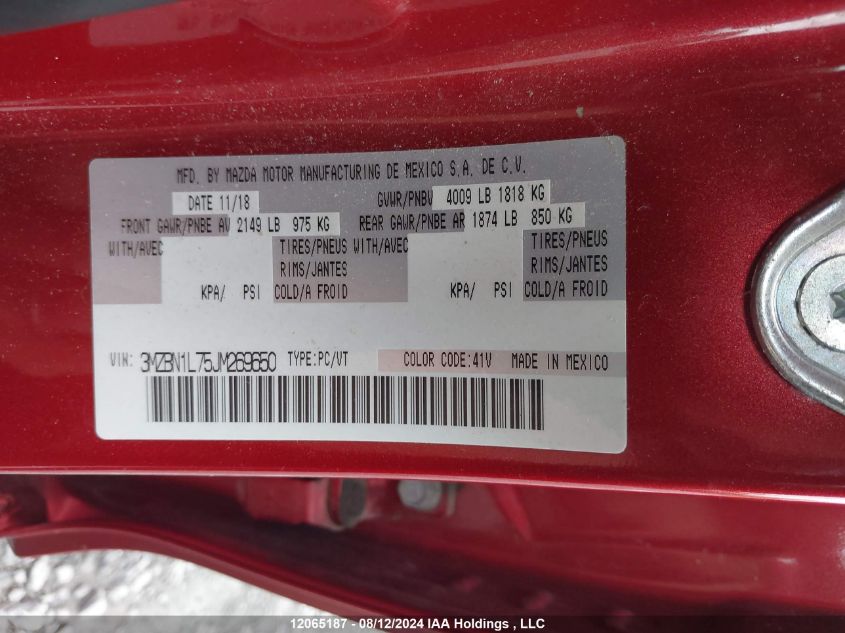 MFD. BY MAZDA MOTOR MANUFACTURING DE MEXICO S.A. DE C.V.
DATE 11/18 GVWR/PNBV 4009 LB 1818 KG
FRONT GAWR/PNBE AV 2149 LB 975 KG REAR GAWR/PNBE AR 1874 LB 850 KG
WITH/AVEC TIRES/PNEUS WITH/AVEC TIRES/PNEUS
RIMS/JANTES RIMS/JANTES
KPA/ PSI COLD/A FROID KPA/ PSI COLD/A FROID
VIN: 3MZBN1L75JM269650 TYPE:PC/VT COLOR CODE:41V MADE IN MEXICO
12065187 - 08/12/2024 IAA Holdings , LLC